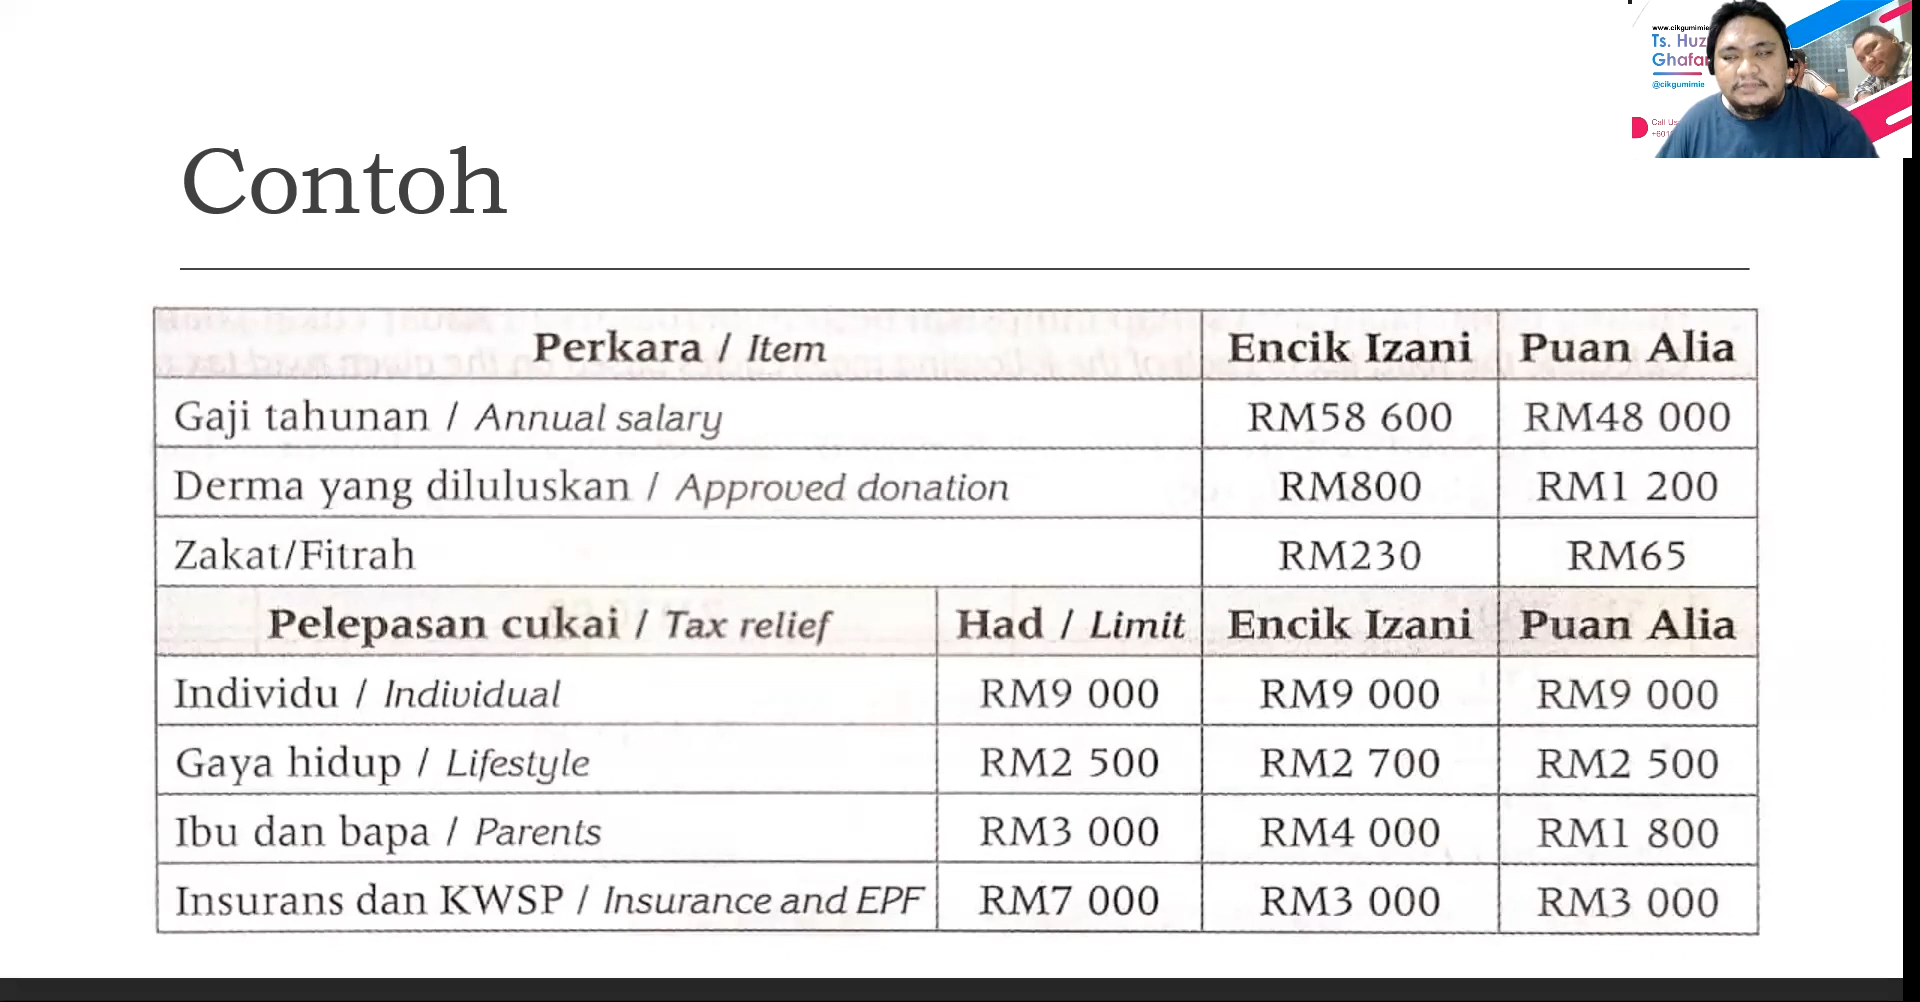 www.cikgumimie
Ts. Huz
Ghafar
@cikgumimie
Call Us
Contoh
Perkara / Item Encik Izani Puan Alia
Gaji tahunan / Annual salary RM58 600 RM48 000
Derma yang diluluskan / Approved donation RM800 RM1 200
Zakat/Fitrah RM230 RM65
Pelepasan cukai / Tax relief Had / Limit Encik Izani Puan Alia
Individu / Individual RM9 000 RM9 000 RM9 000
Gaya hidup / Lifestyle RM2 500 RM2 700 RM2 500
Ibu dan bapa / Parents RM3 000 RM4 000 RM1 800
Insurans dan KWSP / Insurance and EPF RM7 000 RM3 000 RM3 000